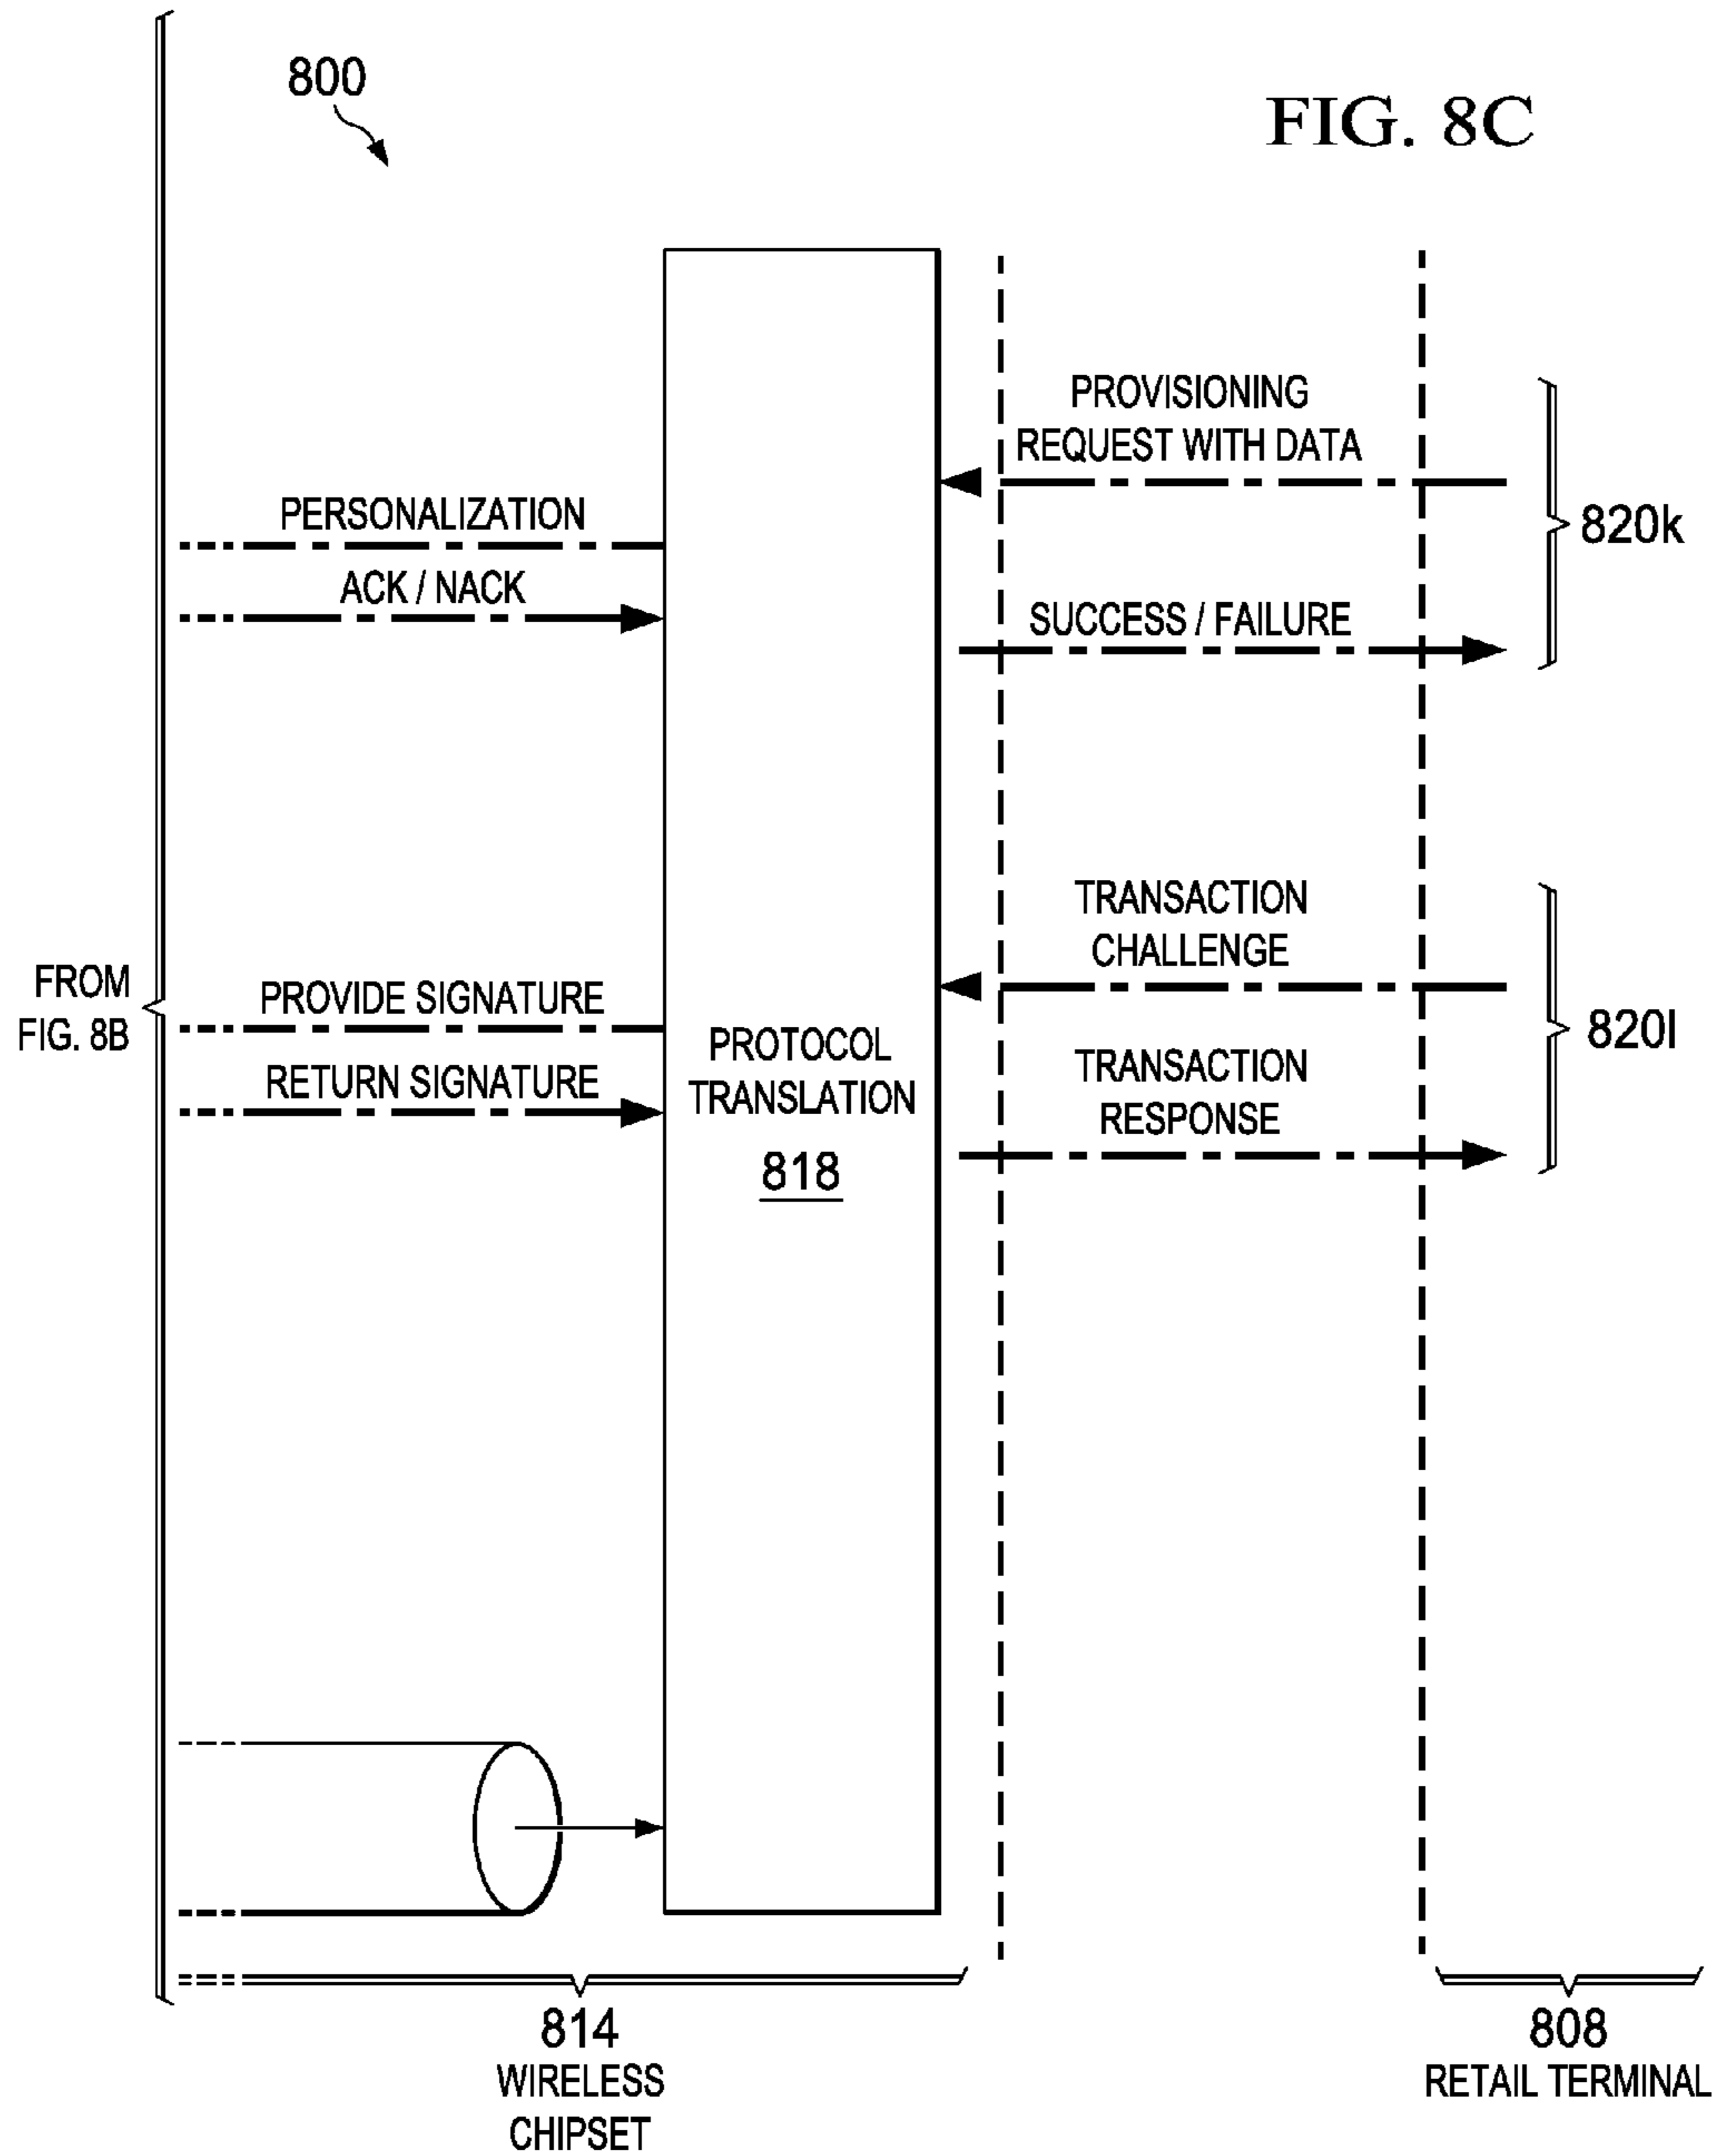 800
FIG. 8C
PROVISIONING
REQUEST WITH DATA
PERSONALIZATION
ACK / NACK
SUCCESS / FAILURE
820k
TRANSACTION
CHALLENGE
FROM
FIG. 8B
PROVIDE SIGNATURE
RETURN SIGNATURE
PROTOCOL
TRANSLATION
818
TRANSACTION
RESPONSE
820l
814
WIRELESS
CHIPSET
808
RETAIL TERMINAL